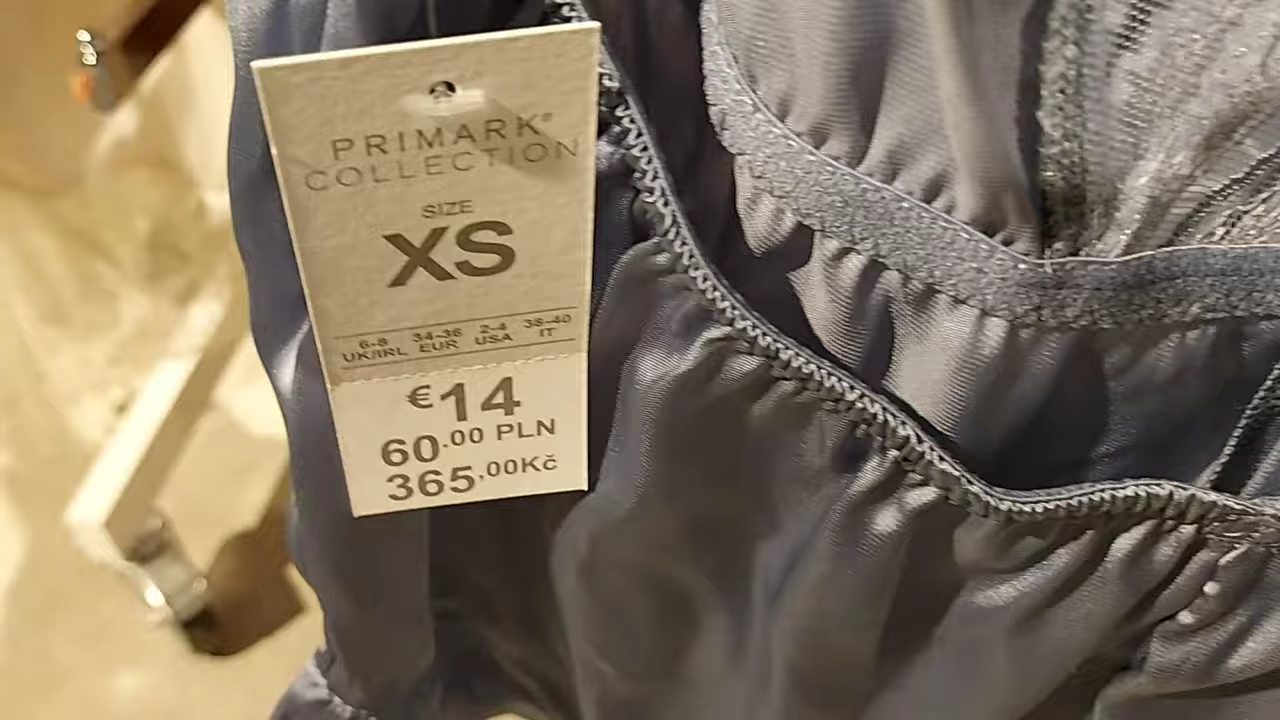 PRIMARK®
COLLECTION
SIZE
XS
6-8 34-36 2-4 38-40
UK/IRL EUR USA IT
€14
60.00 PLN
365,00Kč